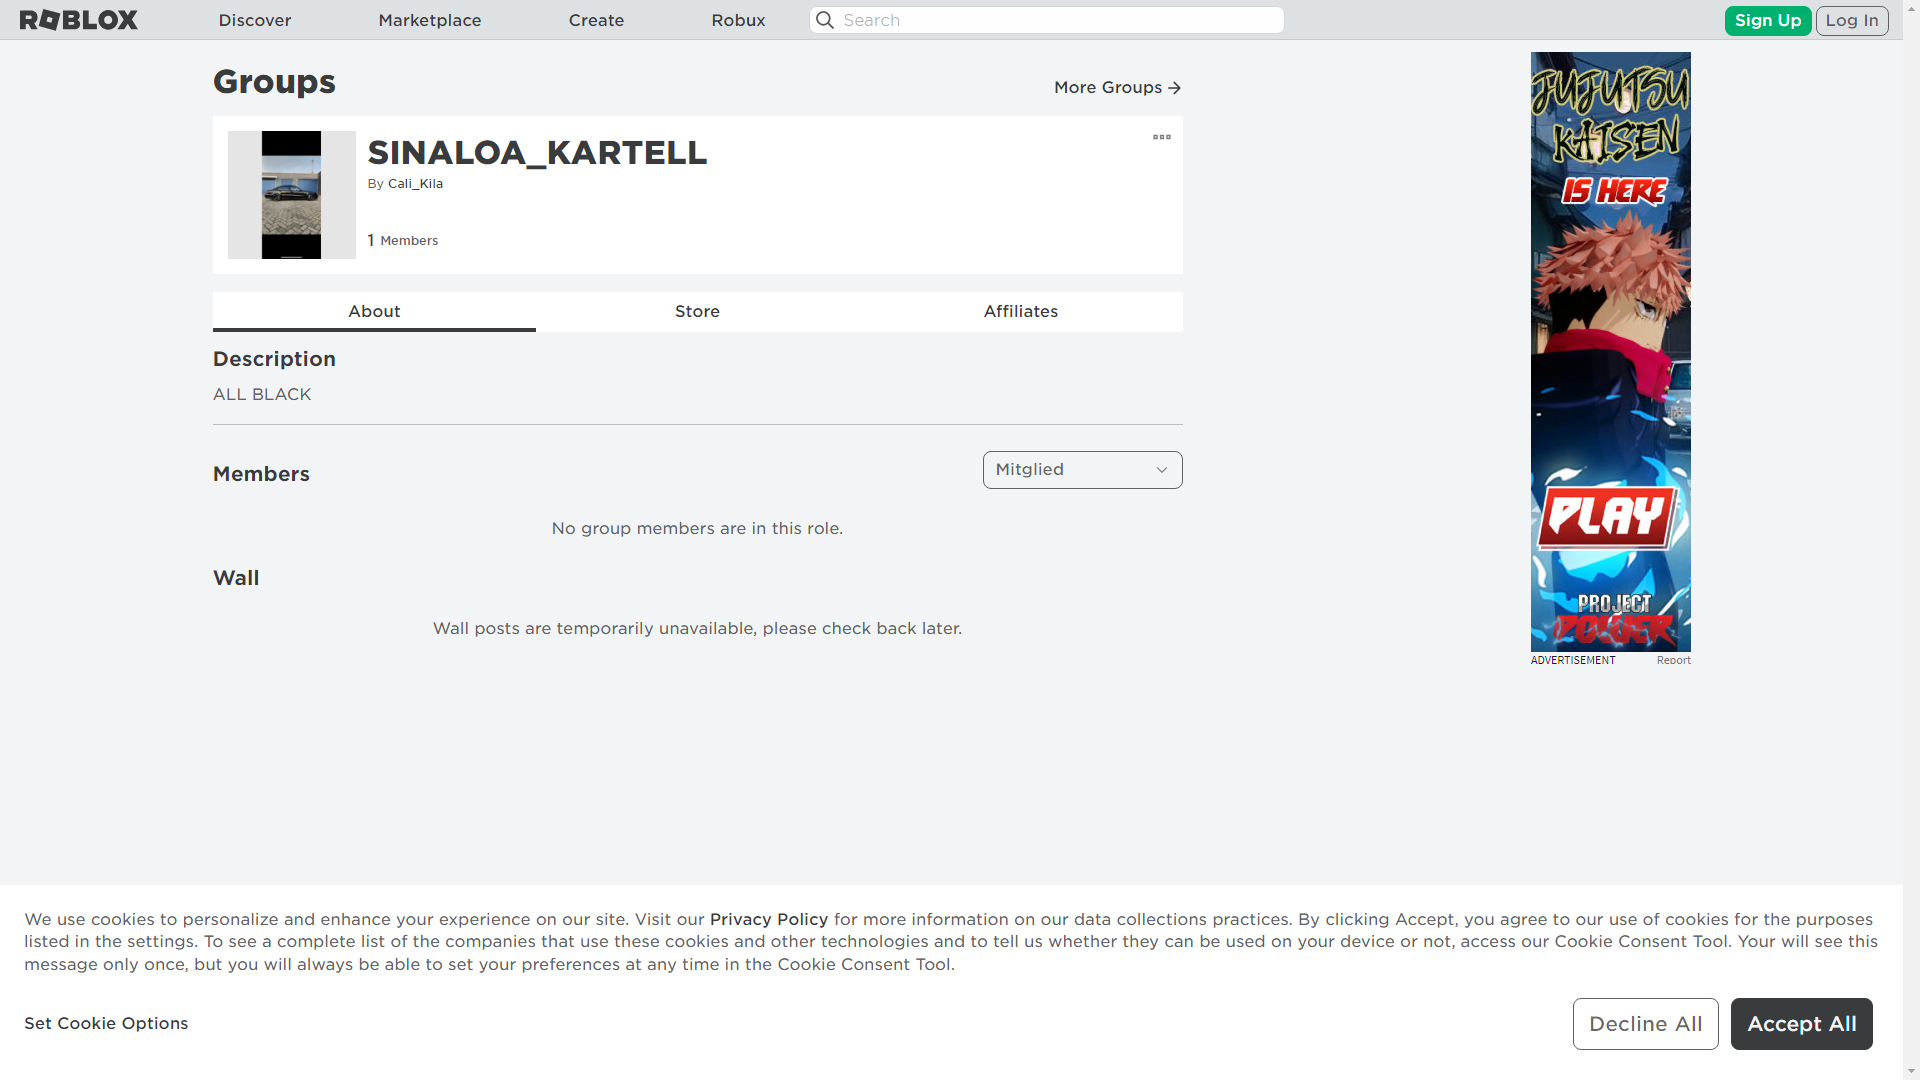 ROBLOX
Discover
Marketplace
Create
Robux
Search
Sign Up
Log In
Groups
More Groups
SINALOA_KARTELL
By Cali_Kila
1 Members
About
Store
Affiliates
Description
ALL BLACK
Members
Mitglied
No group members are in this role.
Wall
Wall posts are temporarily unavailable, please check back later.
JUJUTSU
KAISEN
IS HERE
PLAY
PROJECT
POWER
ADVERTISEMENT
Report
We use cookies to personalize and enhance your experience on our site. Visit our Privacy Policy for more information on our data collections practices. By clicking Accept, you agree to our use of cookies for the purposes
listed in the settings. To see a complete list of the companies that use these cookies and other technologies and to tell us whether they can be used on your device or not, access our Cookie Consent Tool. Your will see this
message only once, but you will always be able to set your preferences at any time in the Cookie Consent Tool.
Set Cookie Options
Decline All
Accept All